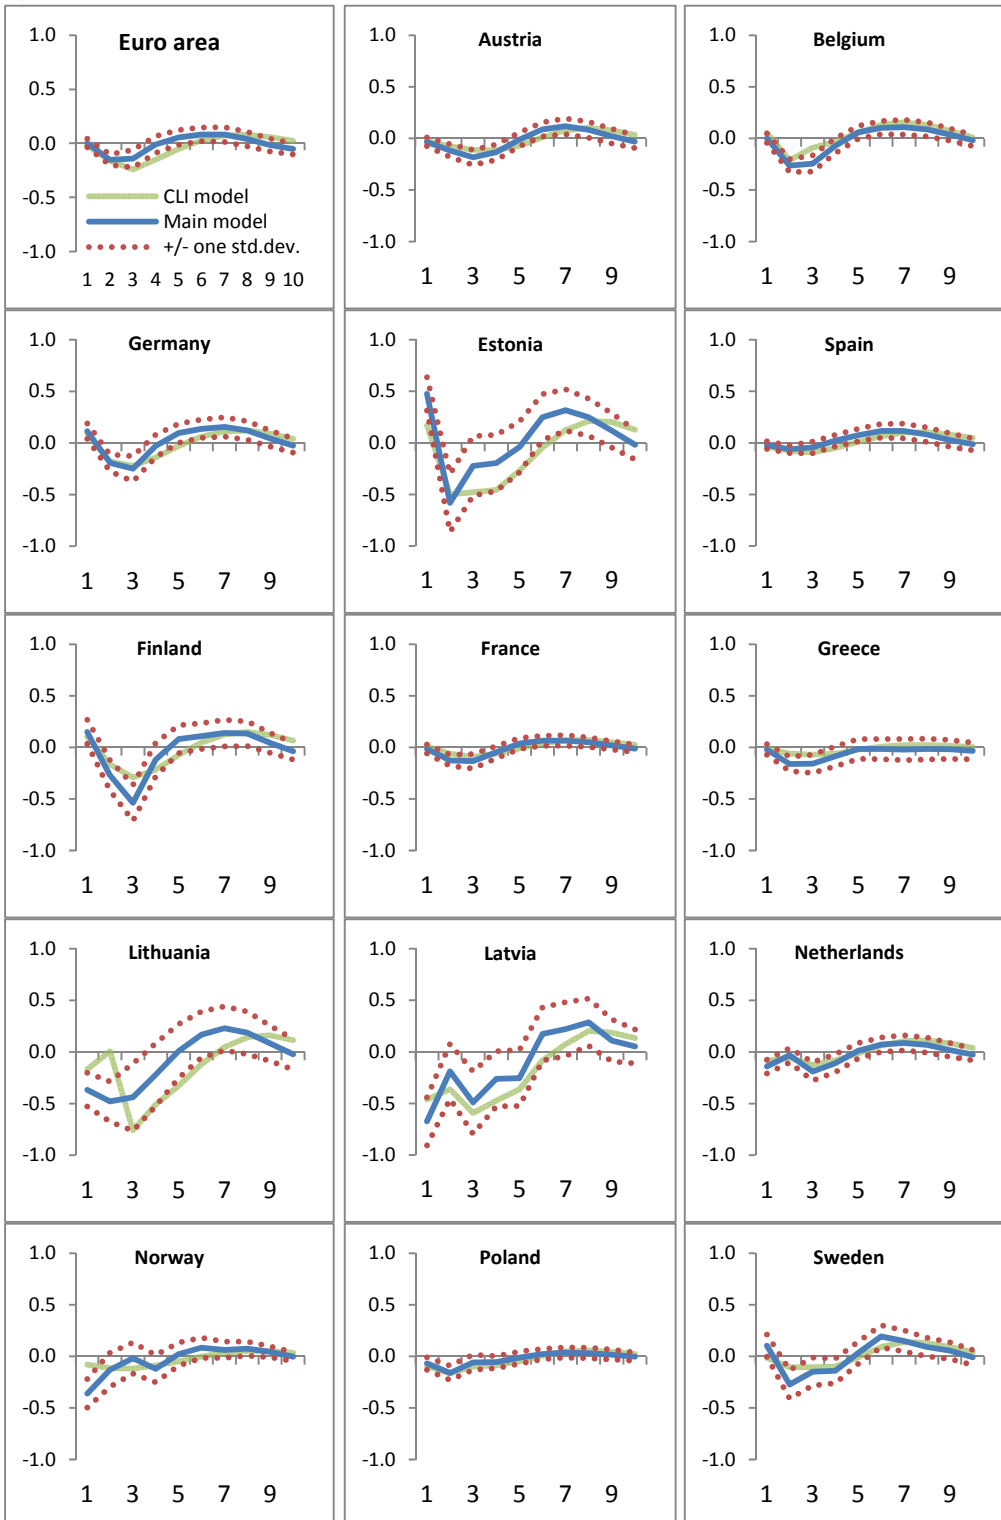 Euro area
1.0
0.5
0.0
-0.5
-1.0
CLI model
Main model
+/- one std.dev.
1 2 3 4 5 6 7 8 9 10
Austria
1.0
0.5
0.0
-0.5
-1.0
1 3 5 7 9
Belgium
1.0
0.5
0.0
-0.5
-1.0
1 3 5 7 9
Germany
1.0
0.5
0.0
-0.5
-1.0
1 3 5 7 9
Estonia
1.0
0.5
0.0
-0.5
-1.0
1 3 5 7 9
Spain
1.0
0.5
0.0
-0.5
-1.0
1 3 5 7 9
Finland
1.0
0.5
0.0
-0.5
-1.0
1 3 5 7 9
France
1.0
0.5
0.0
-0.5
-1.0
1 3 5 7 9
Greece
1.0
0.5
0.0
-0.5
-1.0
1 3 5 7 9
Lithuania
1.0
0.5
0.0
-0.5
-1.0
1 3 5 7 9
Latvia
1.0
0.5
0.0
-0.5
-1.0
1 3 5 7 9
Netherlands
1.0
0.5
0.0
-0.5
-1.0
1 3 5 7 9
Norway
1.0
0.5
0.0
-0.5
-1.0
1 3 5 7 9
Poland
1.0
0.5
0.0
-0.5
-1.0
1 3 5 7 9
Sweden
1.0
0.5
0.0
-0.5
-1.0
1 3 5 7 9